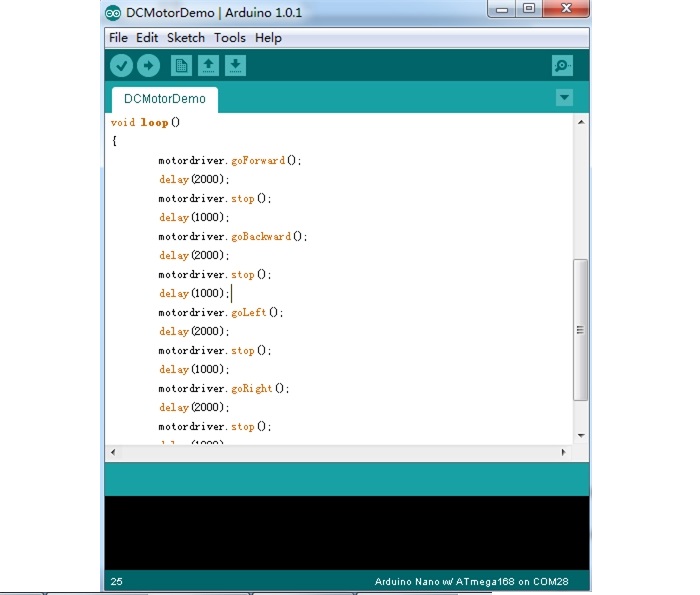 DCMotorDemo | Arduino 1.0.1
File Edit Sketch Tools Help
DCMotorDemo
void loop()
{
motordriver.goForward();
delay(2000);
motordriver.stop();
delay(1000);
motordriver.goBackward();
delay(2000);
motordriver.stop();
delay(1000);
motordriver.goLeft();
delay(2000);
motordriver.stop();
delay(1000);
motordriver.goRight();
delay(2000);
motordriver.stop();
25
Arduino Nano w/ ATmega168 on COM28